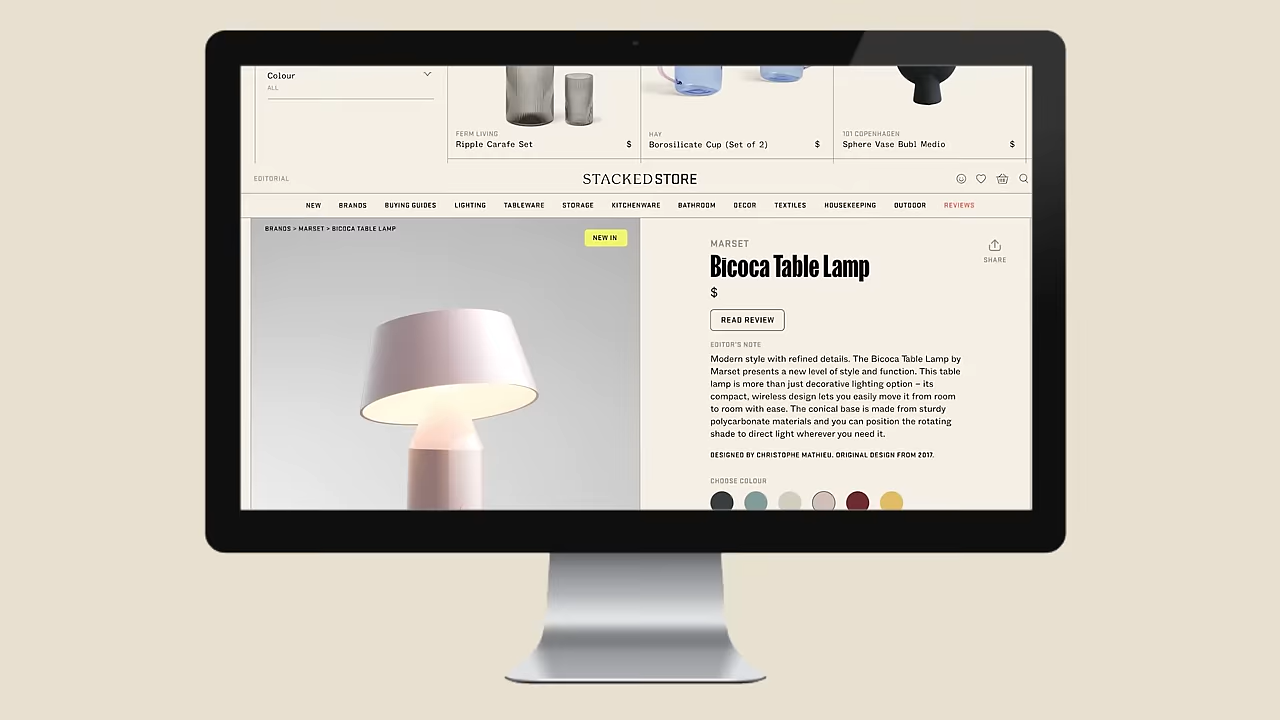 Colour
ALL
FERM LIVING
Ripple Carafe Set $
HAY
Borosilicate Cup (Set of 2) $
101 COPENHAGEN
Sphere Vase Bubl Medio $
EDITORIAL
STACKEDSTORE
NEW BRANDS BUYING GUIDES LIGHTING TABLEWARE STORAGE KITCHENWARE BATHROOM DECOR TEXTILES HOUSEKEEPING OUTDOOR REVIEWS
BRANDS > MARSET > BICOCA TABLE LAMP
NEW IN
MARSET
Bicoca Table Lamp
$
SHARE
READ REVIEW
EDITOR'S NOTE
Modern style with refined details. The Bicoca Table Lamp by
Marset presents a new level of style and function. This table
lamp is more than just decorative lighting option – its
compact, wireless design lets you easily move it from room
to room with ease. The conical base is made from sturdy
polycarbonate materials and you can position the rotating
shade to direct light wherever you need it.
DESIGNED BY CHRISTOPHE MATHIEU. ORIGINAL DESIGN FROM 2017.
CHOOSE COLOUR